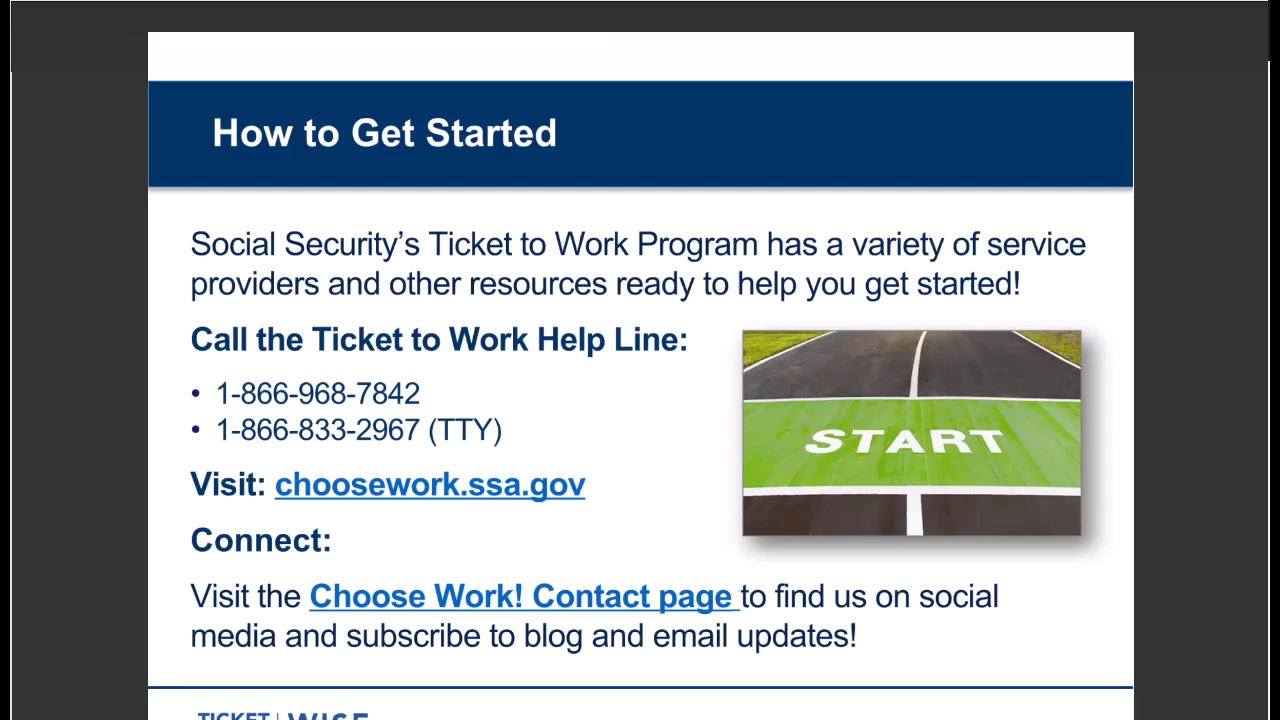 How to Get Started
Social Security’s Ticket to Work Program has a variety of service
providers and other resources ready to help you get started!
Call the Ticket to Work Help Line:
• 1-866-968-7842
• 1-866-833-2967 (TTY)
Visit: choosework.ssa.gov
START
Connect:
Visit the Choose Work! Contact page to find us on social
media and subscribe to blog and email updates!
TICKET | WISE